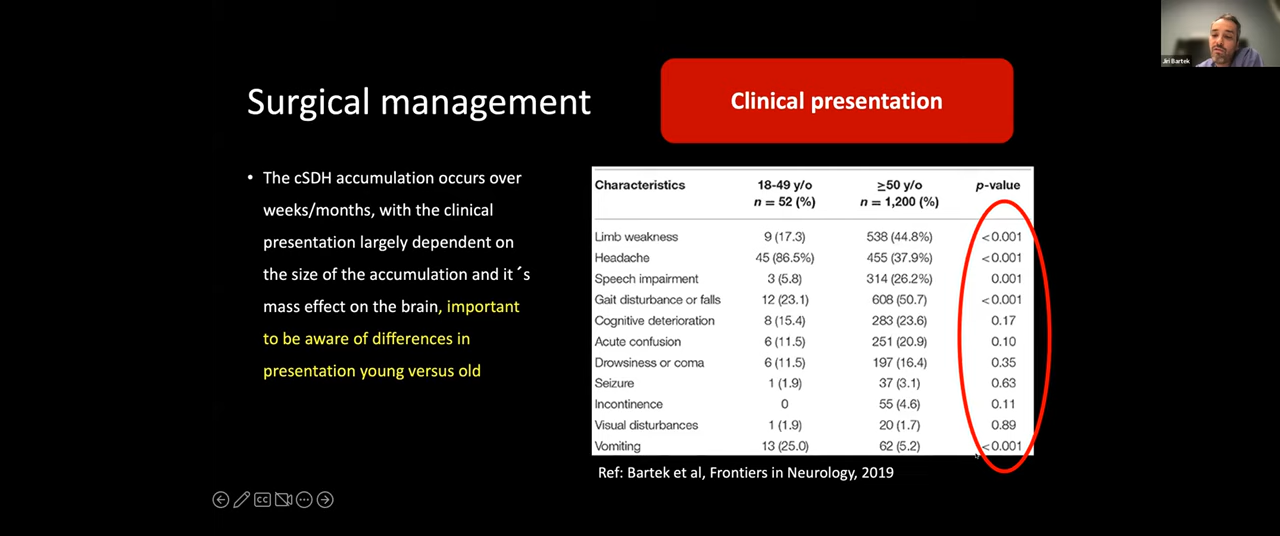 Jiri Bartek
Surgical management
Clinical presentation
• The cSDH accumulation occurs over
weeks/months, with the clinical
presentation largely dependent on
the size of the accumulation and it´s
mass effect on the brain, important
to be aware of differences in
presentation young versus old
Characteristics 18-49 y/o ≥50 y/o p-value
n = 52 (%) n = 1,200 (%)
Limb weakness 9 (17.3) 538 (44.8%) <0.001
Headache 45 (86.5%) 455 (37.9%) <0.001
Speech impairment 3 (5.8) 314 (26.2%) 0.001
Gait disturbance or falls 12 (23.1) 608 (50.7) <0.001
Cognitive deterioration 8 (15.4) 283 (23.6) 0.17
Acute confusion 6 (11.5) 251 (20.9) 0.10
Drowsiness or coma 6 (11.5) 197 (16.4) 0.35
Seizure 1 (1.9) 37 (3.1) 0.63
Incontinence 0 55 (4.6) 0.11
Visual disturbances 1 (1.9) 20 (1.7) 0.89
Vomiting 13 (25.0) 62 (5.2) <0.001
Ref: Bartek et al, Frontiers in Neurology, 2019
CC